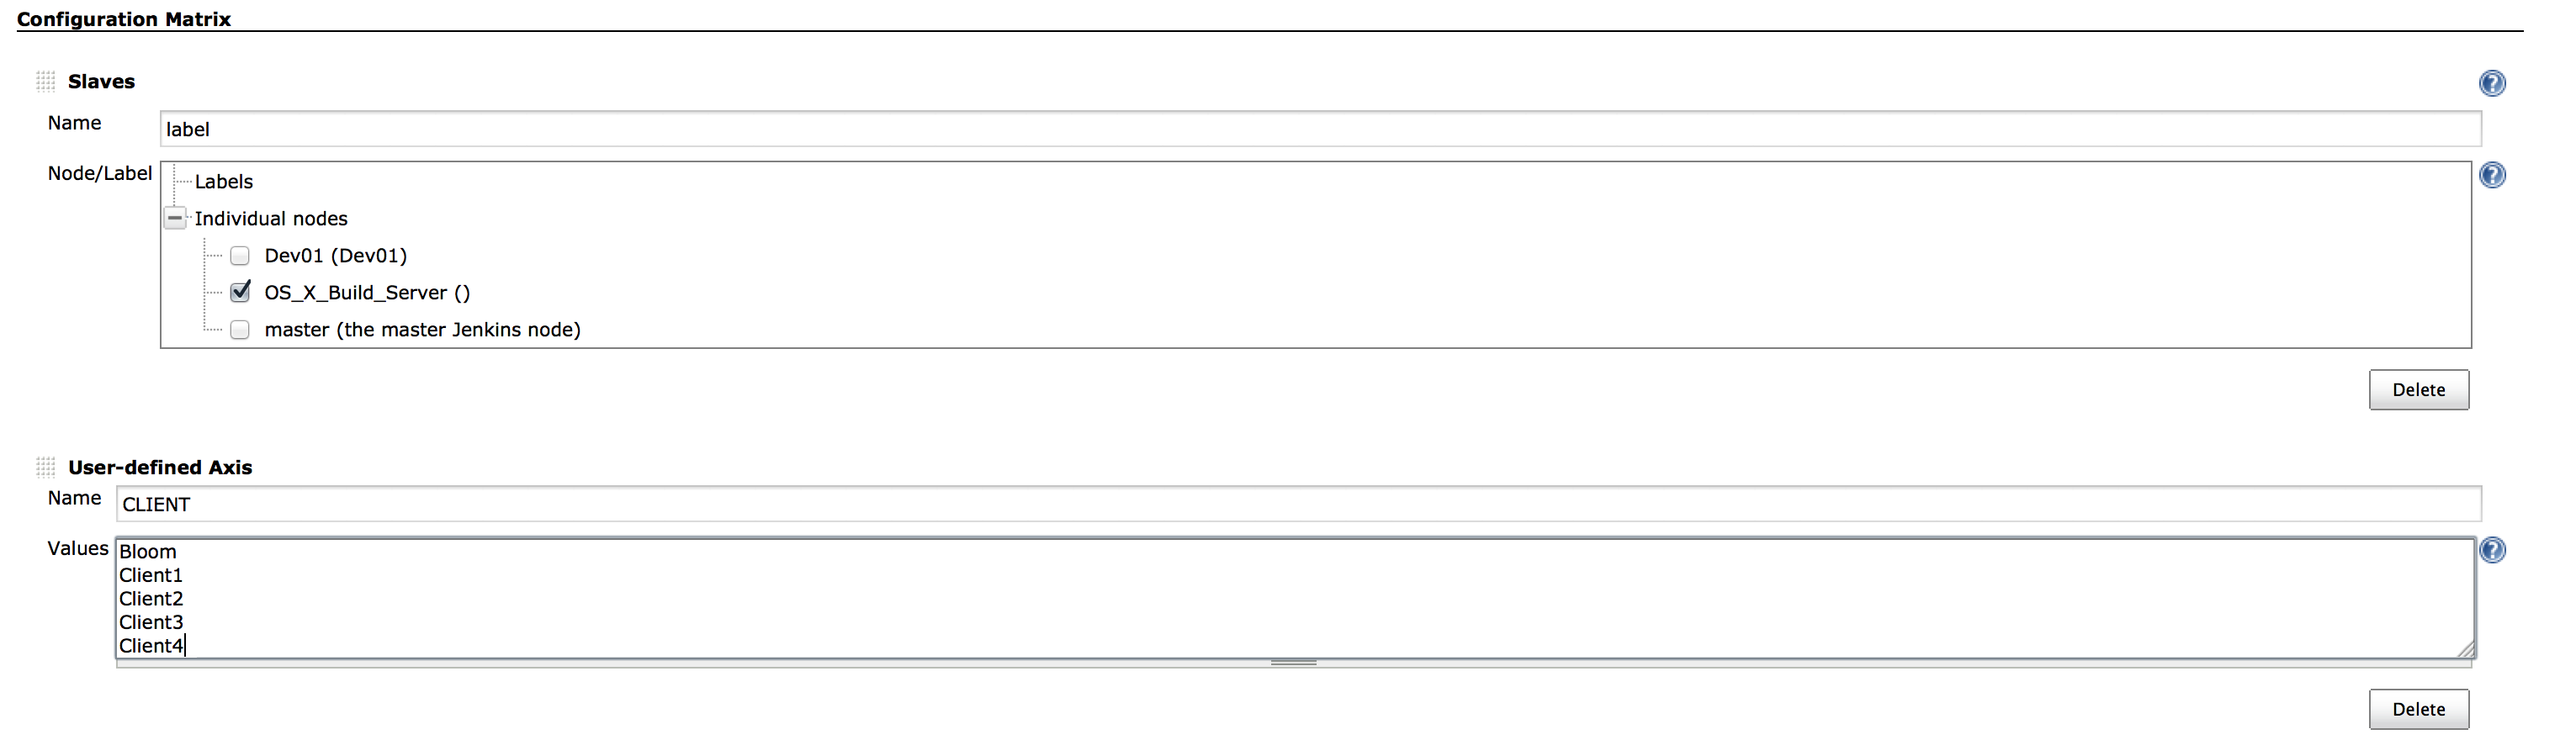 Configuration Matrix
Slaves
?
Name
label
Node/Label
Labels
?
Individual nodes
Dev01 (Dev01)
OS_X_Build_Server ()
master (the master Jenkins node)
Delete
User-defined Axis
Name
CLIENT
Values
Bloom
?
Client1
Client2
Client3
Client4
Delete